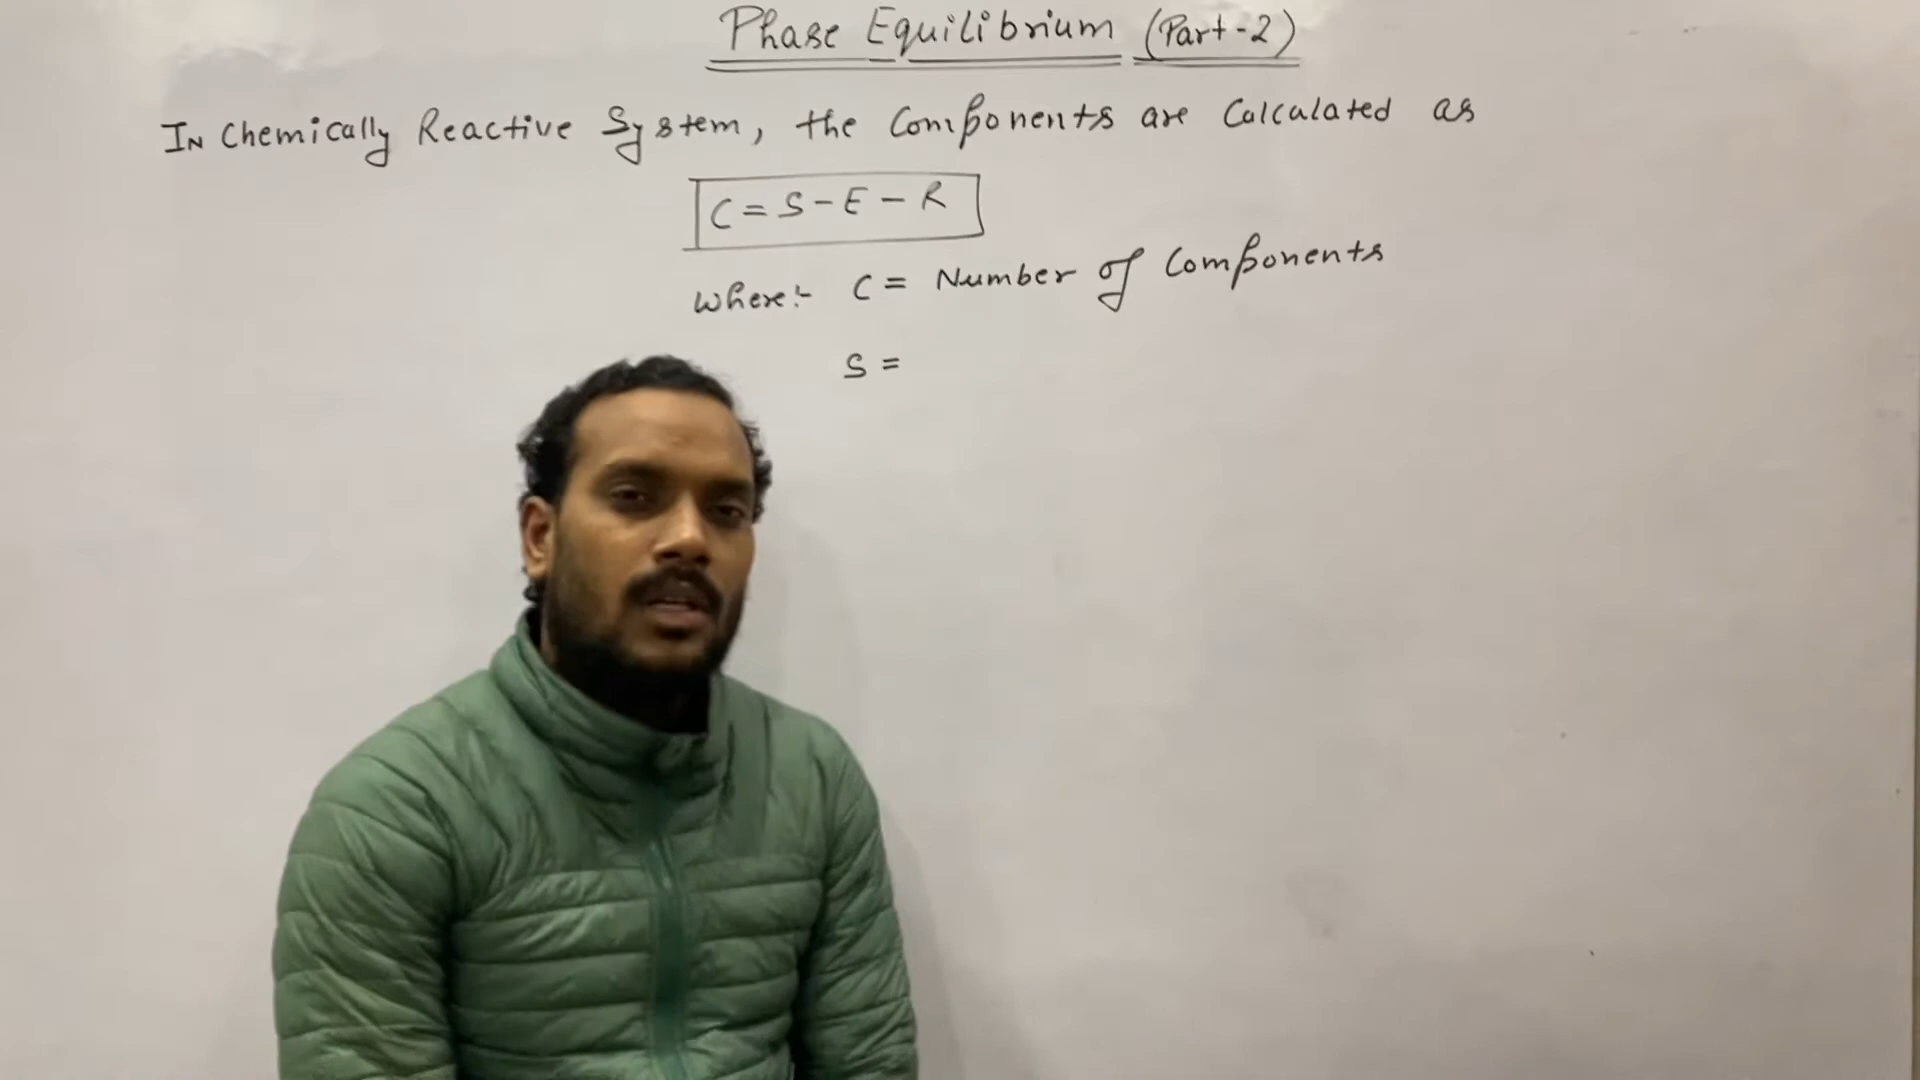 Phase Equilibrium (Part-2)
In Chemically Reactive System, the Components are Calculated as
C = S - E - R
Where:- C = Number of Components
S =